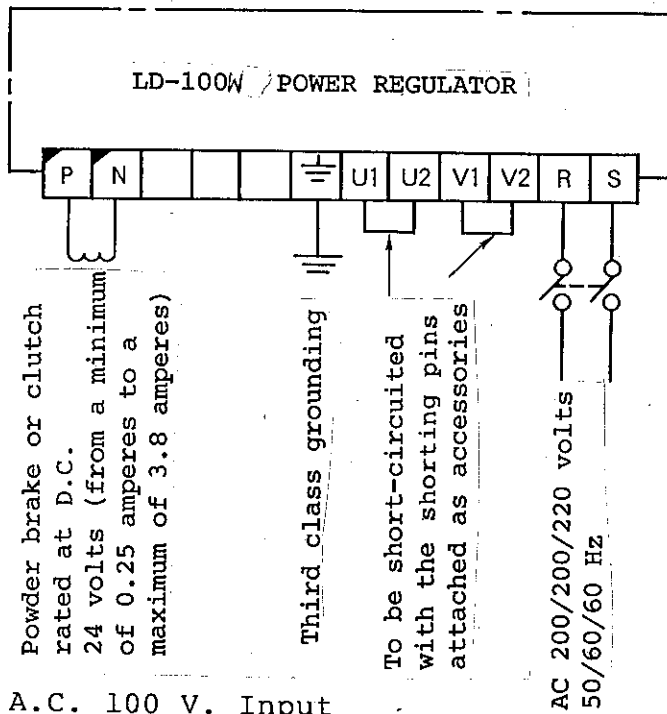 LD-100W POWER REGULATOR
P N U1 U2 V1 V2 R S
Powder brake or clutch
rated at D.C.
24 volts (from a minimum
of 0.25 amperes to a
maximum of 3.8 amperes)
Third class grounding
To be short-circuited
with the shorting pins
attached as accessories
AC 200/200/220 volts
50/60/60 Hz
A.C. 100 V. Input